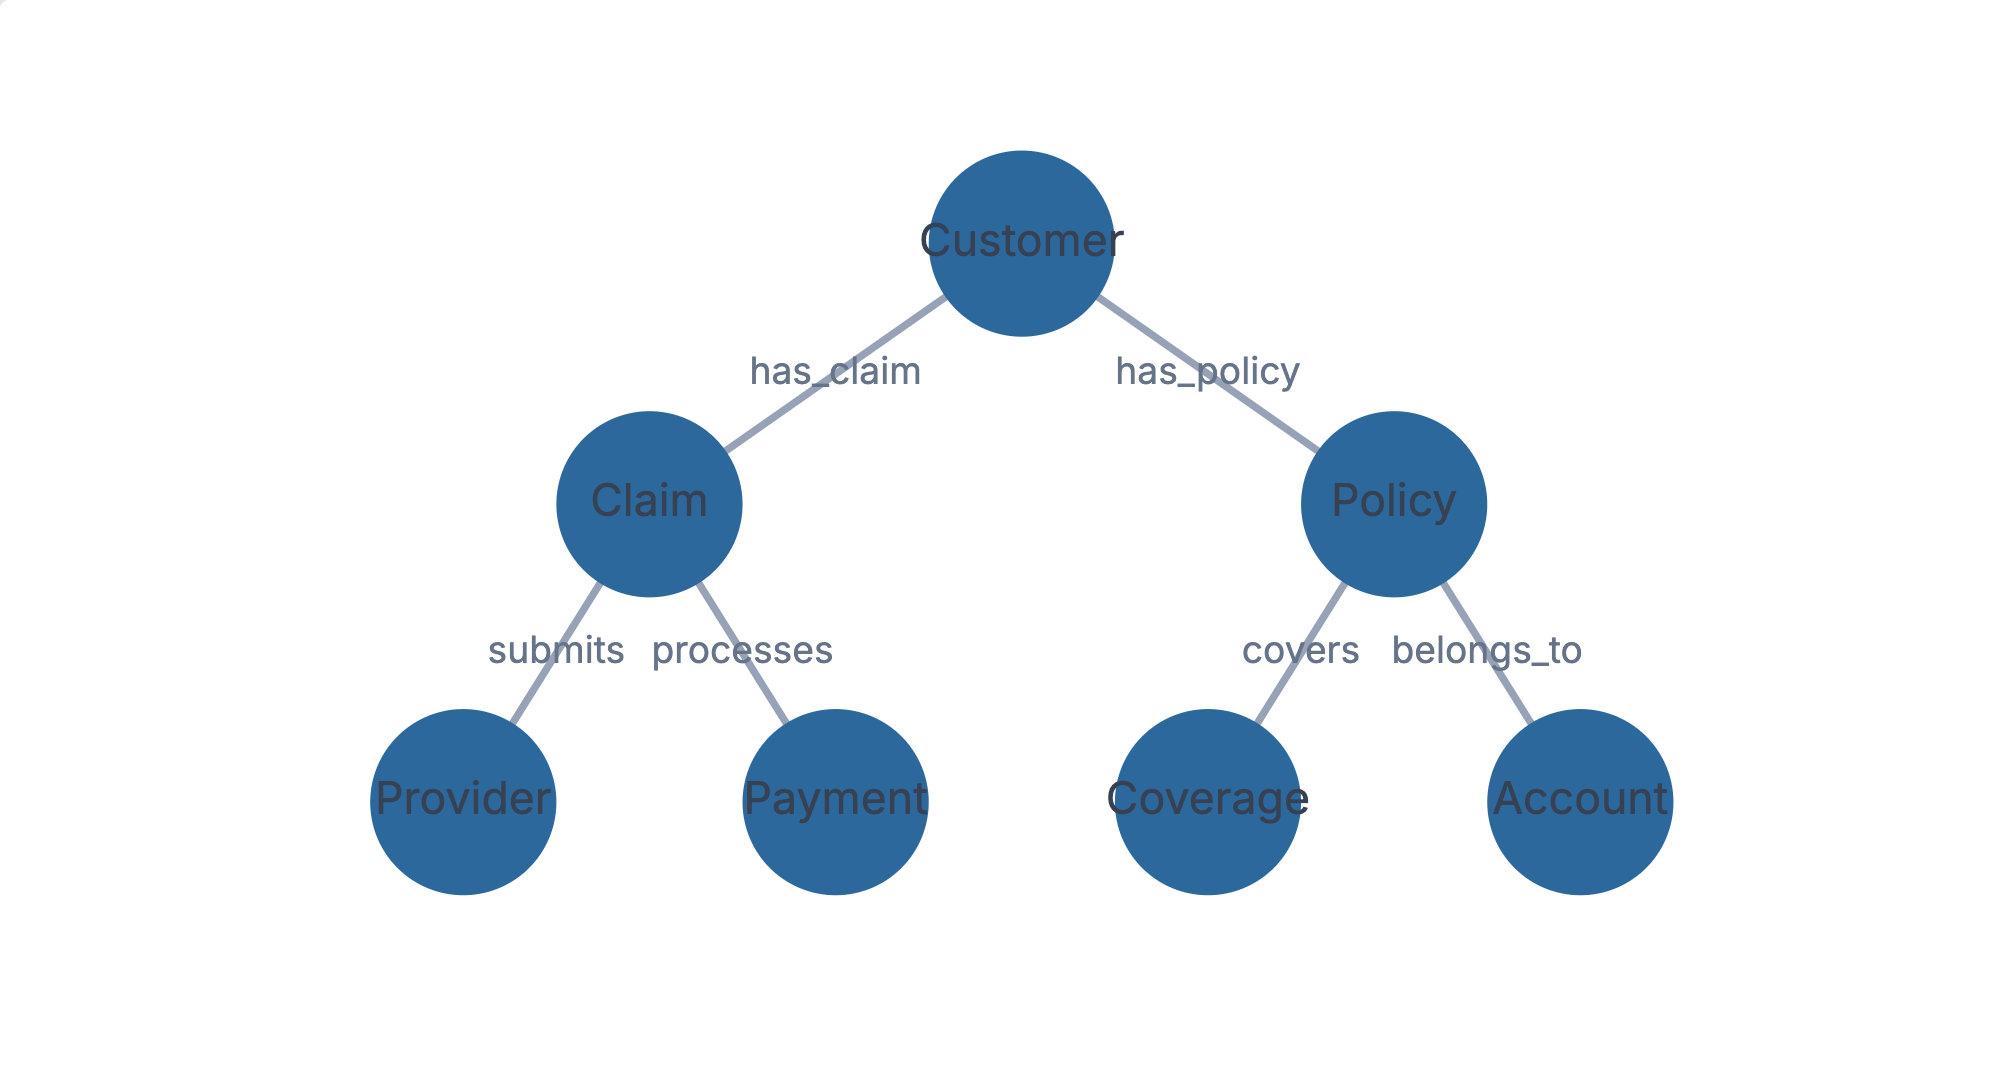 Customer
has_claim
has_policy
Claim
Policy
submits
processes
covers
belongs_to
Provider
Payment
Coverage
Account